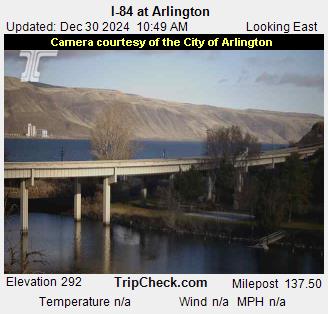 I-84 at Arlington
Updated: Dec 30 2024 10:49 AM Looking East
Camera courtesy of the City of Arlington
Elevation 292 TripCheck.com Milepost 137.50
Temperature n/a Wind n/a MPH n/a